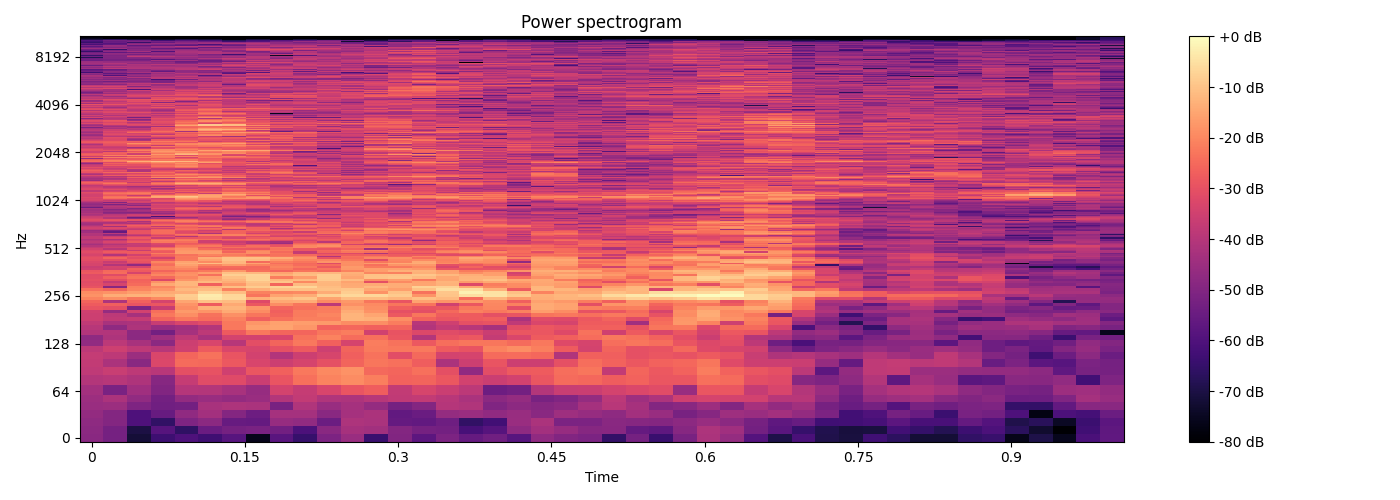 Power spectrogram
Hz
8192
4096
2048
1024
512
256
128
64
0
0 0.15 0.3 0.45 0.6 0.75 0.9
Time
+0 dB
-10 dB
-20 dB
-30 dB
-40 dB
-50 dB
-60 dB
-70 dB
-80 dB